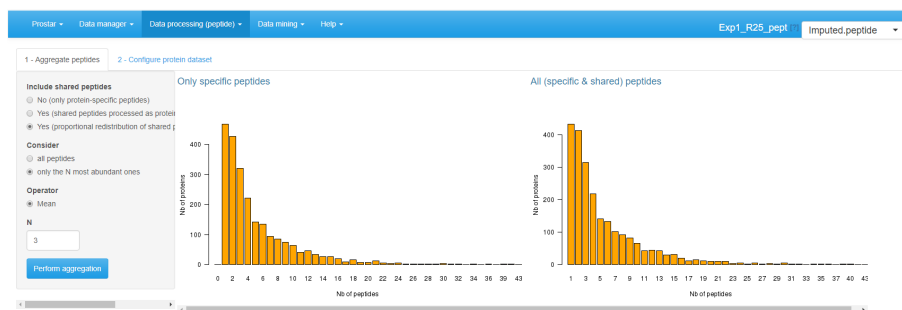 Prostar Data manager Data processing (peptide) Data mining Help Exp1_R25_pept [?] Imputed.peptide
1 - Aggregate peptides 2 - Configure protein dataset
Include shared peptides
No (only protein-specific peptides)
Yes (shared peptides processed as protei
Yes (proportional redistribution of shared p
Consider
all peptides
only the N most abundant ones
Operator
Mean
N
3
Perform aggregation
Only specific peptides
Nb of proteins
400
300
200
100
0
0 2 4 6 8 10 12 14 16 18 20 22 24 26 28 30 32 34 36 39 43
Nb of peptides
All (specific & shared) peptides
Nb of proteins
400
300
200
100
0
1 3 5 7 9 11 13 15 17 19 21 23 25 27 29 31 33 35 37 40 43
Nb of peptides